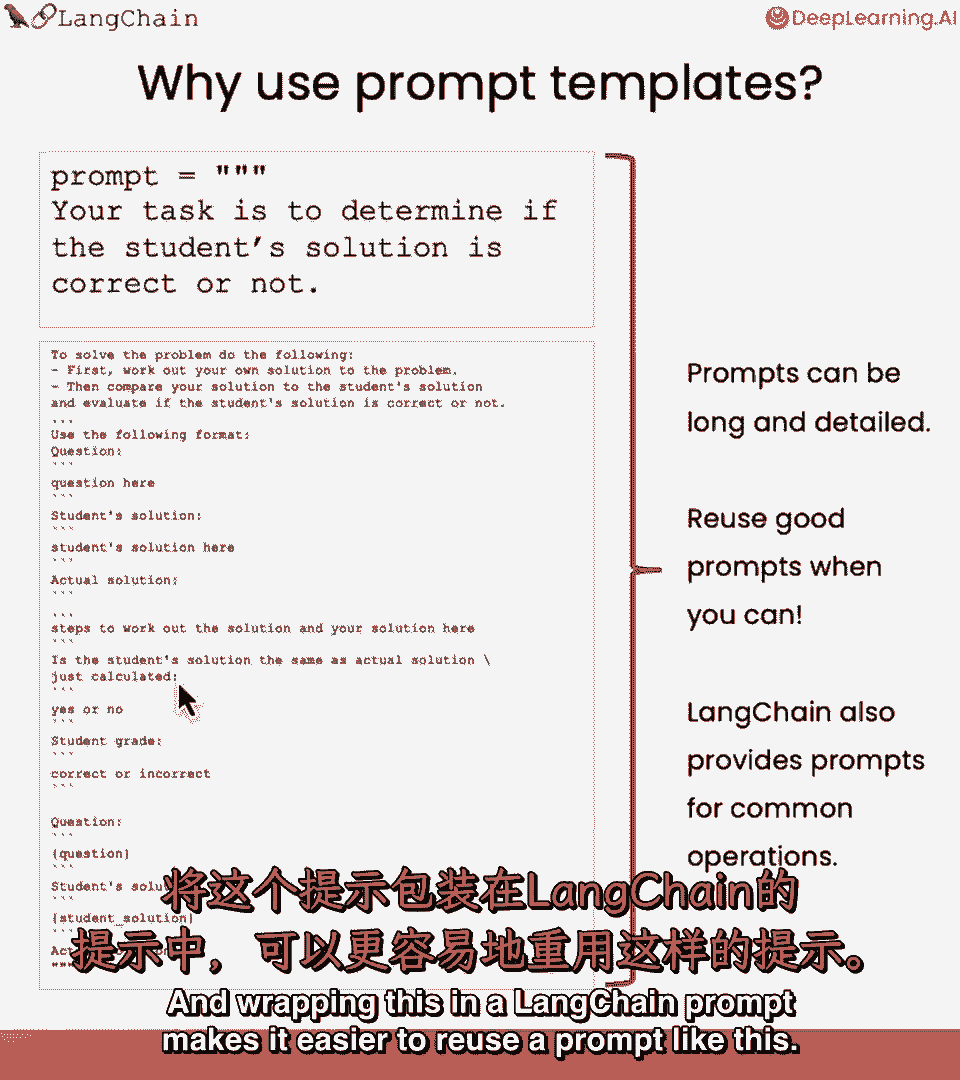 LangChain
DeepLearning.AI
Why use prompt templates?
prompt = """
Your task is to determine if
the student's solution is
correct or not.
To solve the problem do the following:
- First, work out your own solution to the problem.
- Then compare your solution to the student's solution
and evaluate if the student's solution is correct or not.
...
Use the following format:
Question:
```
question here
```
Student's solution:
```
student's solution here
```
Actual solution:
```
...
steps to work out the solution and your solution here
```
Is the student's solution the same as actual solution \
just calculated:
```
yes or no
```
Student grade:
```
correct or incorrect
```
Question:
```
{question}
```
Student's
```
{student_solution}
```
"""
Prompts can be
long and detailed.
Reuse good
prompts when
you can!
LangChain also
provides prompts
for common
operations.
将这个提示包装在LangChain的
提示中，可以更容易地重用这样的提示。
And wrapping this in a LangChain prompt
makes it easier to reuse a prompt like this.